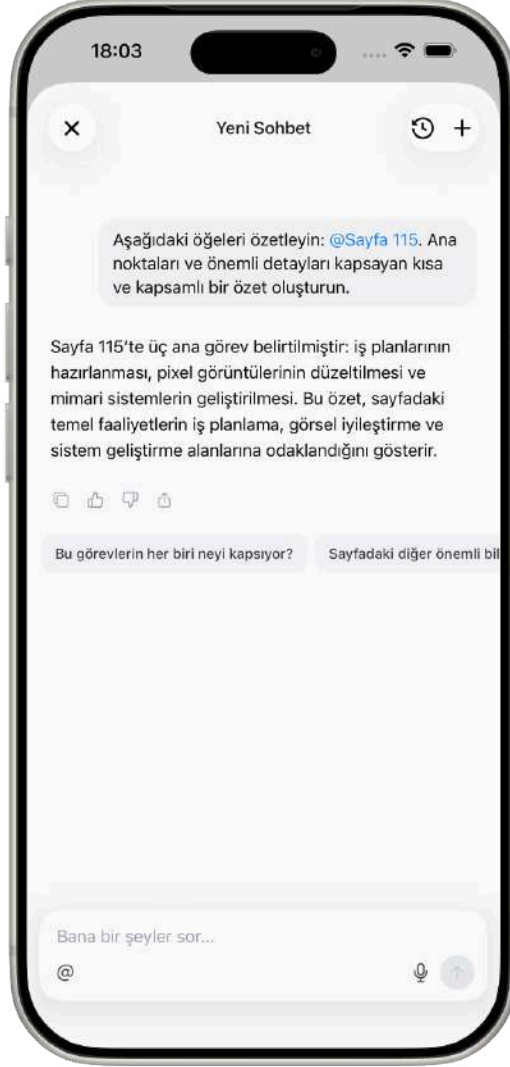 18:03
Yeni Sohbet
Aşağıdaki öğeleri özetleyin: @Sayfa 115. Ana
noktaları ve önemli detayları kapsayan kısa
ve kapsamlı bir özet oluşturun.
Sayfa 115'te üç ana görev belirtilmiştir: iş planlarının
hazırlanması, pixel görüntülerinin düzeltilmesi ve
mimari sistemlerin geliştirilmesi. Bu özet, sayfadaki
temel faaliyetlerin iş planlama, görsel iyileştirme ve
sistem geliştirme alanlarına odaklandığını gösterir.
Bu görevlerin her biri neyi kapsıyor? Sayfadaki diğer önemli bil
Bana bir şeyler sor...
@